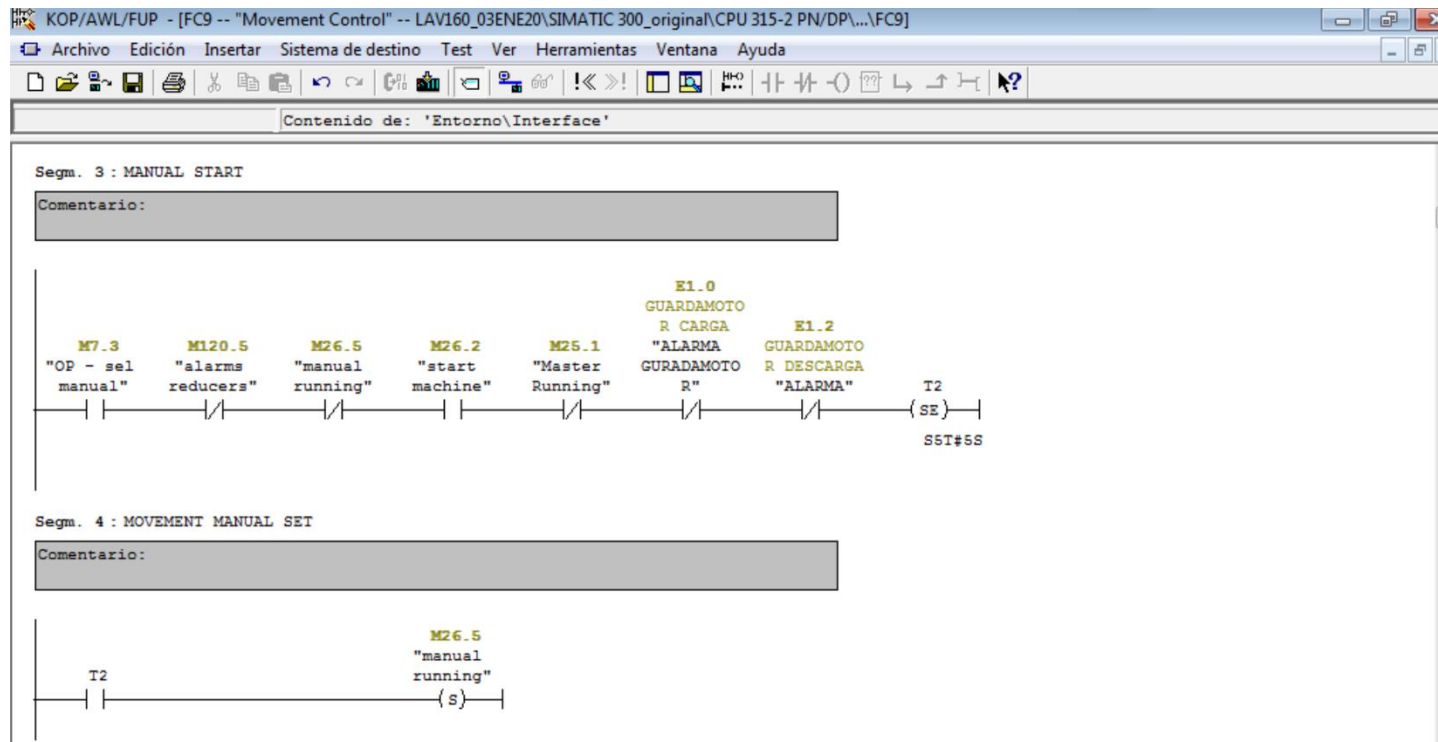 KOP/AWL/FUP - [FC9 -- "Movement Control" -- LAV160_03ENE20\SIMATIC 300_original\CPU 315-2 PN/DP\...\FC9]
Archivo Edición Insertar Sistema de destino Test Ver Herramientas Ventana Ayuda
Contenido de: 'Entorno\Interface'
Segm. 3 : MANUAL START
Comentario:
E1.0
GUARDAMOTO
R CARGA E1.2
M7.3 M120.5 M26.5 M26.2 M25.1 "ALARMA GUARDAMOTO
"OP - sel "alarms "manual "start "Master GURADAMOTO R DESCARGA
manual" reducers" running" machine" Running" R" "ALARMA" T2
SE
S5T#5S
Segm. 4 : MOVEMENT MANUAL SET
Comentario:
M26.5
"manual
T2 running"
S